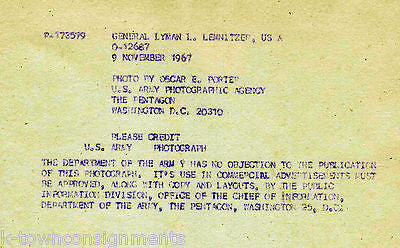 P-173579 GENERAL LYMAN L. LEMNITZER, US A
O-12687
9 NOVEMBER 1967
PHOTO BY OSCAR E. PORTER
U.S. ARMY PHOTOGRAPHIC AGENCY
THE PENTAGON
WASHINGTON D.C. 20310
PLEASE CREDIT
U.S. ARMY PHOTOGRAPH
THE DEPARTMENT OF THE ARMY HAS NO OBJECTION TO THE PUBLICATION
OF THIS PHOTOGRAPH. IT'S USE IN COMMERCIAL ADVERTISEMENTS MUST
BE APPROVED, ALONG WITH COPY AND LAYOUTS, BY THE PUBLIC
INFORMATION DIVISION, OFFICE OF THE CHIEF OF INFORMATION,
DEPARTMENT OF THE ARMY, THE PENTAGON, WASHINGTON 25, D.C.
k-townconsignments